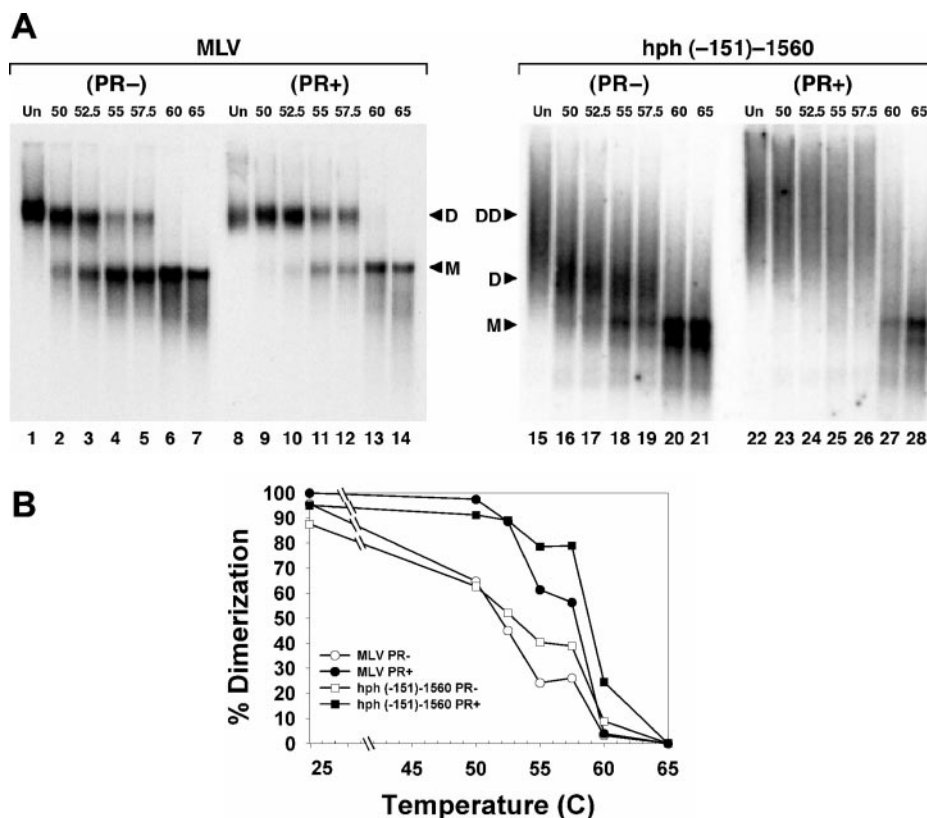 A
MLV
hph (–151)–1560
(PR–)
(PR+)
(PR–)
(PR+)
Un 50 52.5 55 57.5 60 65
Un 50 52.5 55 57.5 60 65
Un 50 52.5 55 57.5 60 65
Un 50 52.5 55 57.5 60 65
◄D
DD►
D►
◄M
M►
1 2 3 4 5 6 7 8 9 10 11 12 13 14
15 16 17 18 19 20 21 22 23 24 25 26 27 28
B
% Dimerization
100
90
80
70
60
50
40
30
20
10
0
MLV PR-
MLV PR+
hph (-151)-1560 PR-
hph (-151)-1560 PR+
25 45 50 55 60 65
Temperature (C)